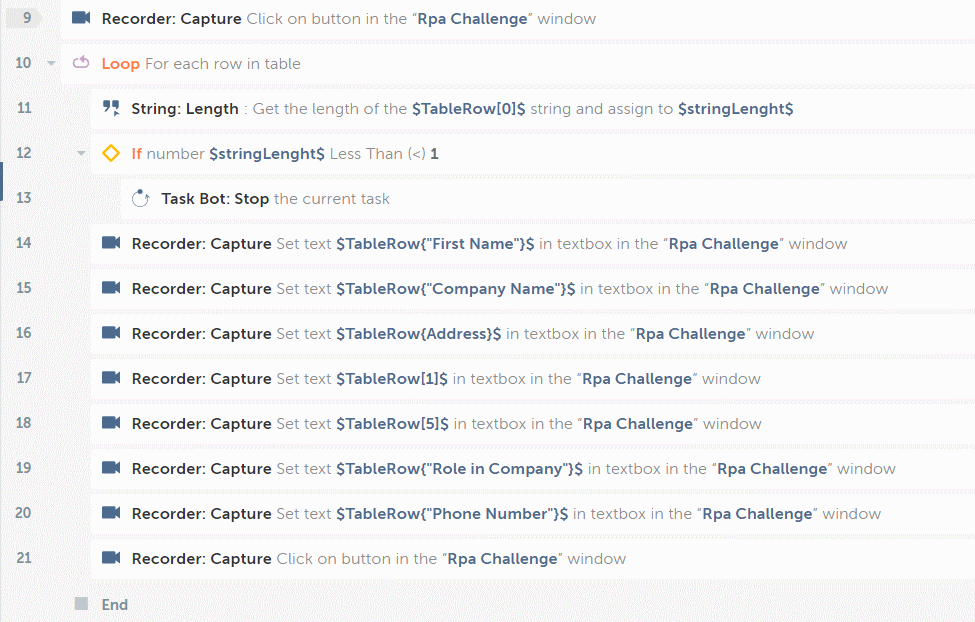 9 Recorder: Capture Click on button in the “Rpa Challenge” window
10 Loop For each row in table
11 String: Length : Get the length of the $TableRow[0]$ string and assign to $stringLenght$
12 If number $stringLenght$ Less Than (<) 1
13 Task Bot: Stop the current task
14 Recorder: Capture Set text $TableRow{"First Name"}$ in textbox in the “Rpa Challenge” window
15 Recorder: Capture Set text $TableRow{"Company Name"}$ in textbox in the “Rpa Challenge” window
16 Recorder: Capture Set text $TableRow{Address}$ in textbox in the “Rpa Challenge” window
17 Recorder: Capture Set text $TableRow[1]$ in textbox in the “Rpa Challenge” window
18 Recorder: Capture Set text $TableRow[5]$ in textbox in the “Rpa Challenge” window
19 Recorder: Capture Set text $TableRow{"Role in Company"}$ in textbox in the “Rpa Challenge” window
20 Recorder: Capture Set text $TableRow{"Phone Number"}$ in textbox in the “Rpa Challenge” window
21 Recorder: Capture Click on button in the “Rpa Challenge” window
End